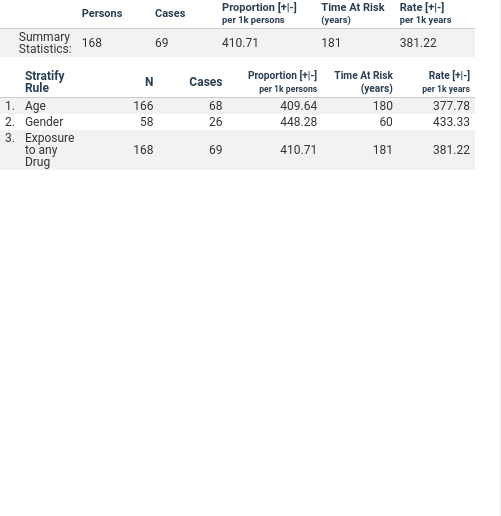 Persons Cases Proportion [+|-] per 1k persons Time At Risk (years) Rate [+|-] per 1k years
Summary Statistics: 168 69 410.71 181 381.22
Stratify Rule N Cases Proportion [+|-] per 1k persons Time At Risk (years) Rate [+|-] per 1k years
1. Age 166 68 409.64 180 377.78
2. Gender 58 26 448.28 60 433.33
3. Exposure to any Drug 168 69 410.71 181 381.22